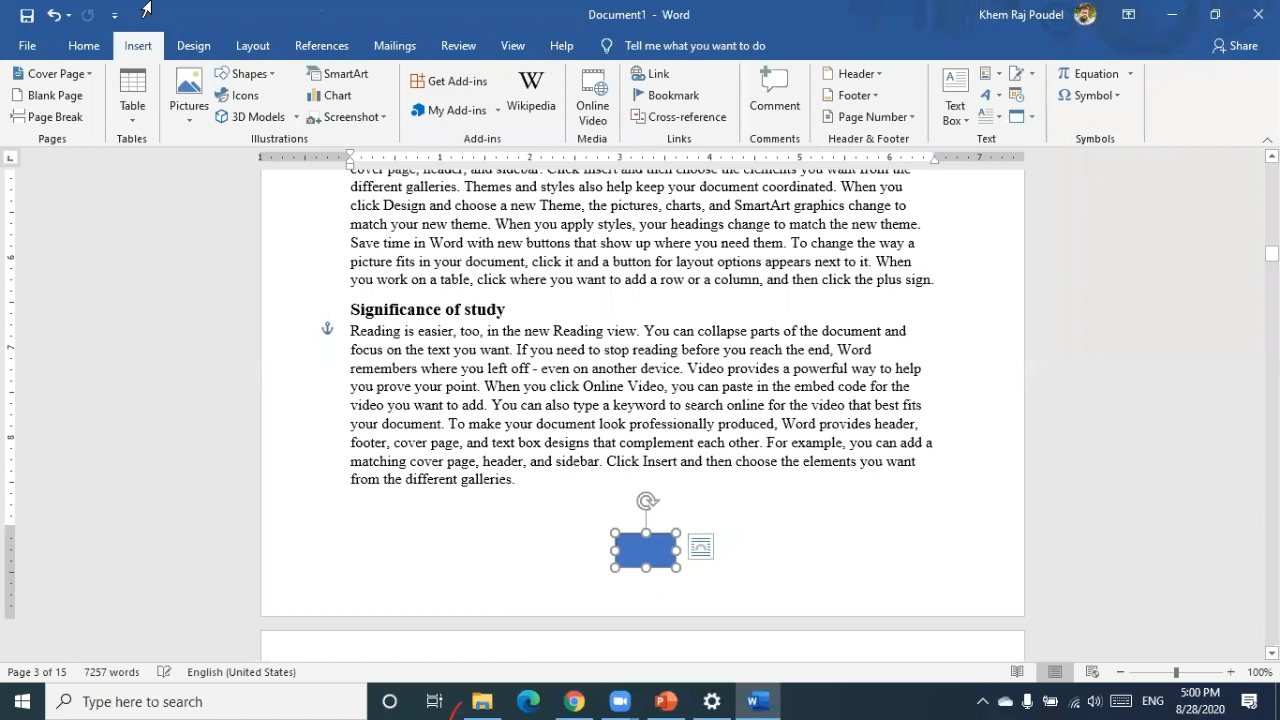 Document1 - Word
Khem Raj Poudel
File Home Insert Design Layout References Mailings Review View Help Tell me what you want to do Share
Cover Page
Blank Page
Page Break
Pages
Table
Tables
Pictures
Shapes
Icons
3D Models
SmartArt
Chart
Screenshot
Illustrations
Get Add-ins
My Add-ins
Wikipedia
Add-ins
Online
Video
Media
Link
Bookmark
Cross-reference
Links
Comment
Comments
Header
Footer
Page Number
Header & Footer
Text
Box
Text
Equation
Symbol
Symbols
1 1 2 3 4 5 6 7
6
7
8
cover page, header, and sidebar. Click Insert and then choose the elements you want from the
different galleries. Themes and styles also help keep your document coordinated. When you
click Design and choose a new Theme, the pictures, charts, and SmartArt graphics change to
match your new theme. When you apply styles, your headings change to match the new theme.
Save time in Word with new buttons that show up where you need them. To change the way a
picture fits in your document, click it and a button for layout options appears next to it. When
you work on a table, click where you want to add a row or a column, and then click the plus sign.
Significance of study
Reading is easier, too, in the new Reading view. You can collapse parts of the document and
focus on the text you want. If you need to stop reading before you reach the end, Word
remembers where you left off - even on another device. Video provides a powerful way to help
you prove your point. When you click Online Video, you can paste in the embed code for the
video you want to add. You can also type a keyword to search online for the video that best fits
your document. To make your document look professionally produced, Word provides header,
footer, cover page, and text box designs that complement each other. For example, you can add a
matching cover page, header, and sidebar. Click Insert and then choose the elements you want
from the different galleries.
Page 3 of 15 7257 words English (United States) 100%
Type here to search
ENG
5:00 PM
8/28/2020